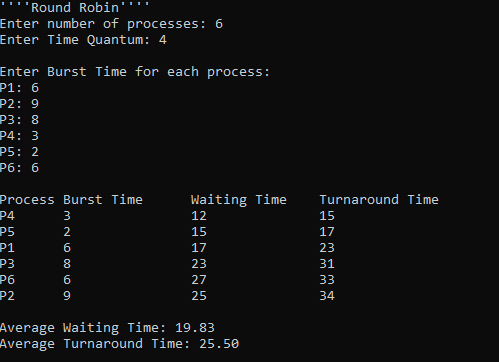 ''''Round Robin''''
Enter number of processes: 6
Enter Time Quantum: 4
Enter Burst Time for each process:
P1: 6
P2: 9
P3: 8
P4: 3
P5: 2
P6: 6
Process Burst Time Waiting Time Turnaround Time
P4 3 12 15
P5 2 15 17
P1 6 17 23
P3 8 23 31
P6 6 27 33
P2 9 25 34
Average Waiting Time: 19.83
Average Turnaround Time: 25.50